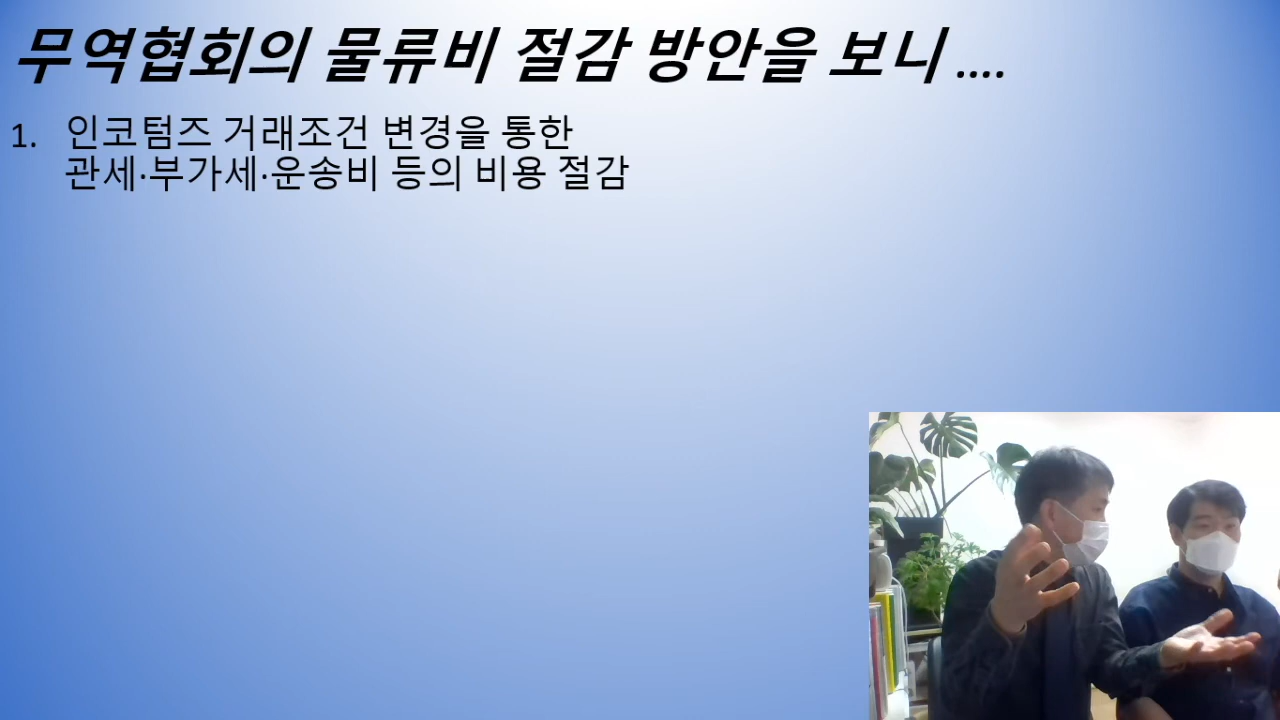 무역협회의 물류비 절감 방안을 보니 ....
1. 인코텀즈 거래조건 변경을 통한
관세·부가세·운송비 등의 비용 절감